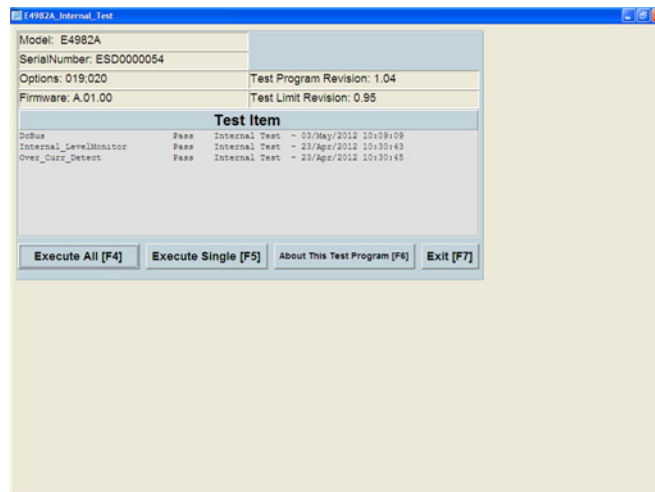 E4982A_Internal_Test
Model: E4982A
SerialNumber: ESD0000054
Options: 019;020
Test Program Revision: 1.04
Firmware: A.01.00
Test Limit Revision: 0.95
Test Item
DcBus Pass Internal Test - 03/May/2012 10:09:09
Internal_LevelMonitor Pass Internal Test - 23/Apr/2012 10:30:43
Over_Curr_Detect Pass Internal Test - 23/Apr/2012 10:30:45
Execute All [F4] Execute Single [F5] About This Test Program [F6] Exit [F7]